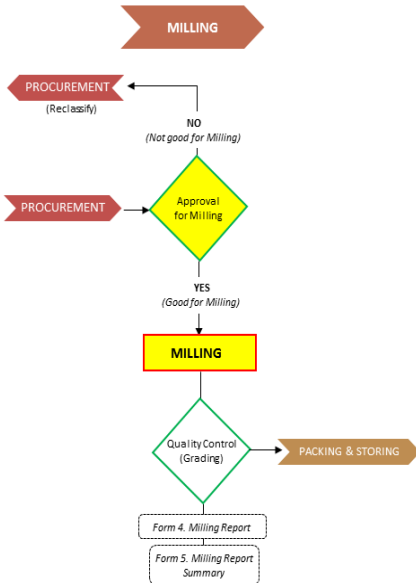 MILLING
PROCUREMENT
(Reclassify)
NO
(Not good for Milling)
PROCUREMENT
Approval
for Milling
YES
(Good for Milling)
MILLING
Quality Control
(Grading)
PACKING & STORING
Form 4. Milling Report
Form 5. Milling Report
Summary